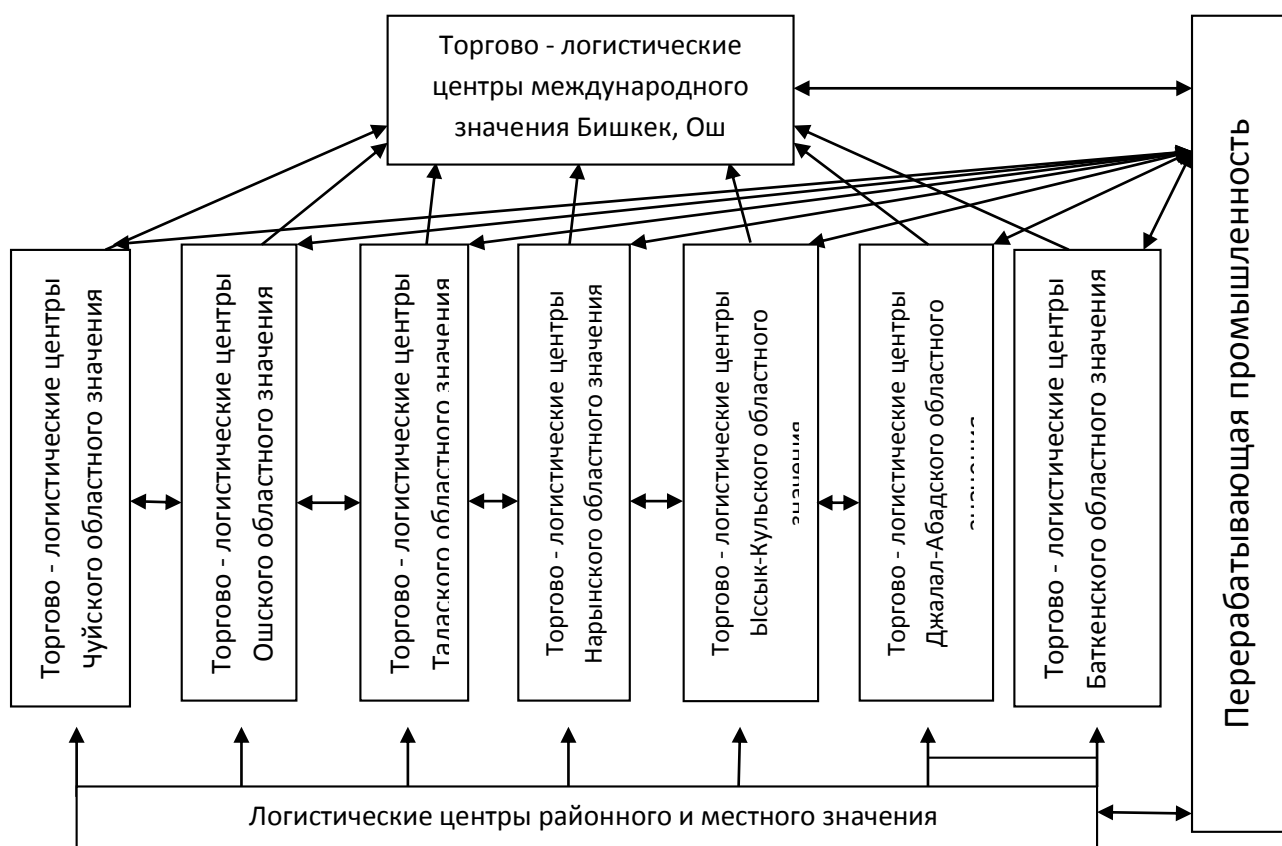 Торгово - логистические
центры международного
значения Бишкек, Ош
Торгово - логистические центры
Чуйского областного значения
Торгово - логистические центры
Ошского областного значения
Торгово - логистические центры
Талаского областного значения
Торгово - логистические центры
Нарынского областного значения
Торгово - логистические центры
Ыссык-Кульского областного
значения
Торгово - логистические центры
Джалал-Абадского областного
значения
Торгово - логистические центры
Баткенского областного значения
Перерабатывающая промышленность
Логистические центры районного и местного значения